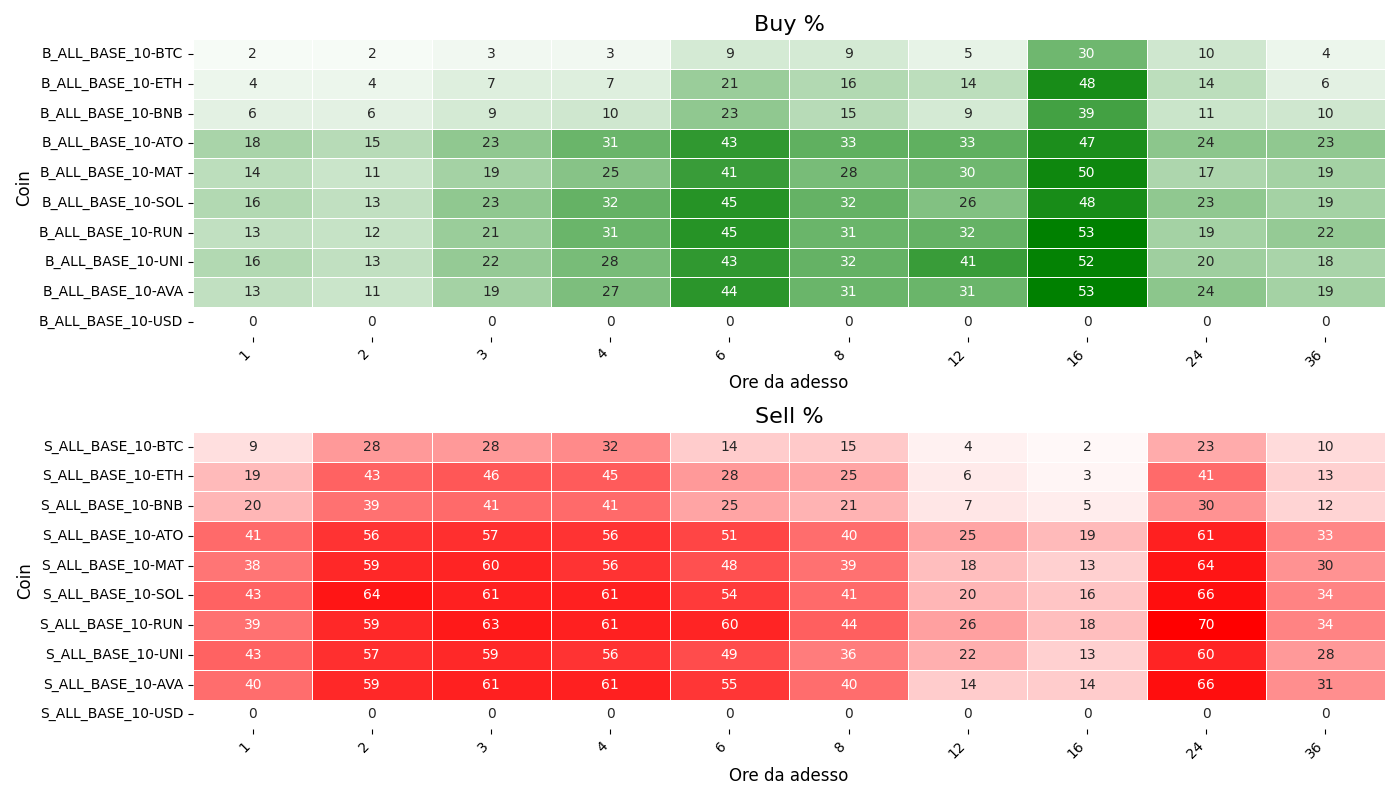 Buy %
Coin
B_ALL_BASE_10-BTC 2 2 3 3 9 9 5 30 10 4
B_ALL_BASE_10-ETH 4 4 7 7 21 16 14 48 14 6
B_ALL_BASE_10-BNB 6 6 9 10 23 15 9 39 11 10
B_ALL_BASE_10-ATO 18 15 23 31 43 33 33 47 24 23
B_ALL_BASE_10-MAT 14 11 19 25 41 28 30 50 17 19
B_ALL_BASE_10-SOL 16 13 23 32 45 32 26 48 23 19
B_ALL_BASE_10-RUN 13 12 21 31 45 31 32 53 19 22
B_ALL_BASE_10-UNI 16 13 22 28 43 32 41 52 20 18
B_ALL_BASE_10-AVA 13 11 19 27 44 31 31 53 24 19
B_ALL_BASE_10-USD 0 0 0 0 0 0 0 0 0 0
1 2 3 4 6 8 12 16 24 36
Ore da adesso
Sell %
Coin
S_ALL_BASE_10-BTC 9 28 28 32 14 15 4 2 23 10
S_ALL_BASE_10-ETH 19 43 46 45 28 25 6 3 41 13
S_ALL_BASE_10-BNB 20 39 41 41 25 21 7 5 30 12
S_ALL_BASE_10-ATO 41 56 57 56 51 40 25 19 61 33
S_ALL_BASE_10-MAT 38 59 60 56 48 39 18 13 64 30
S_ALL_BASE_10-SOL 43 64 61 61 54 41 20 16 66 34
S_ALL_BASE_10-RUN 39 59 63 61 60 44 26 18 70 34
S_ALL_BASE_10-UNI 43 57 59 56 49 36 22 13 60 28
S_ALL_BASE_10-AVA 40 59 61 61 55 40 14 14 66 31
S_ALL_BASE_10-USD 0 0 0 0 0 0 0 0 0 0
1 2 3 4 6 8 12 16 24 36
Ore da adesso